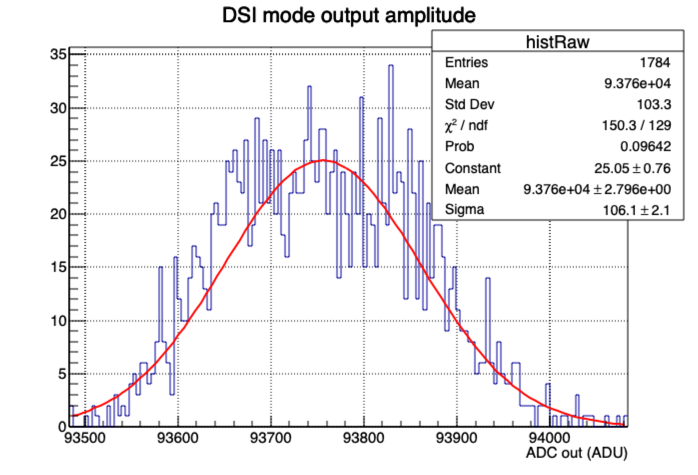 DSI mode output amplitude
histRaw
Entries 1784
Mean 9.376e+04
Std Dev 103.3
χ² / ndf 150.3 / 129
Prob 0.09642
Constant 25.05 ± 0.76
Mean 9.376e+04 ± 2.796e+00
Sigma 106.1 ± 2.1
35
30
25
20
15
10
5
0
93500 93600 93700 93800 93900 94000
ADC out (ADU)